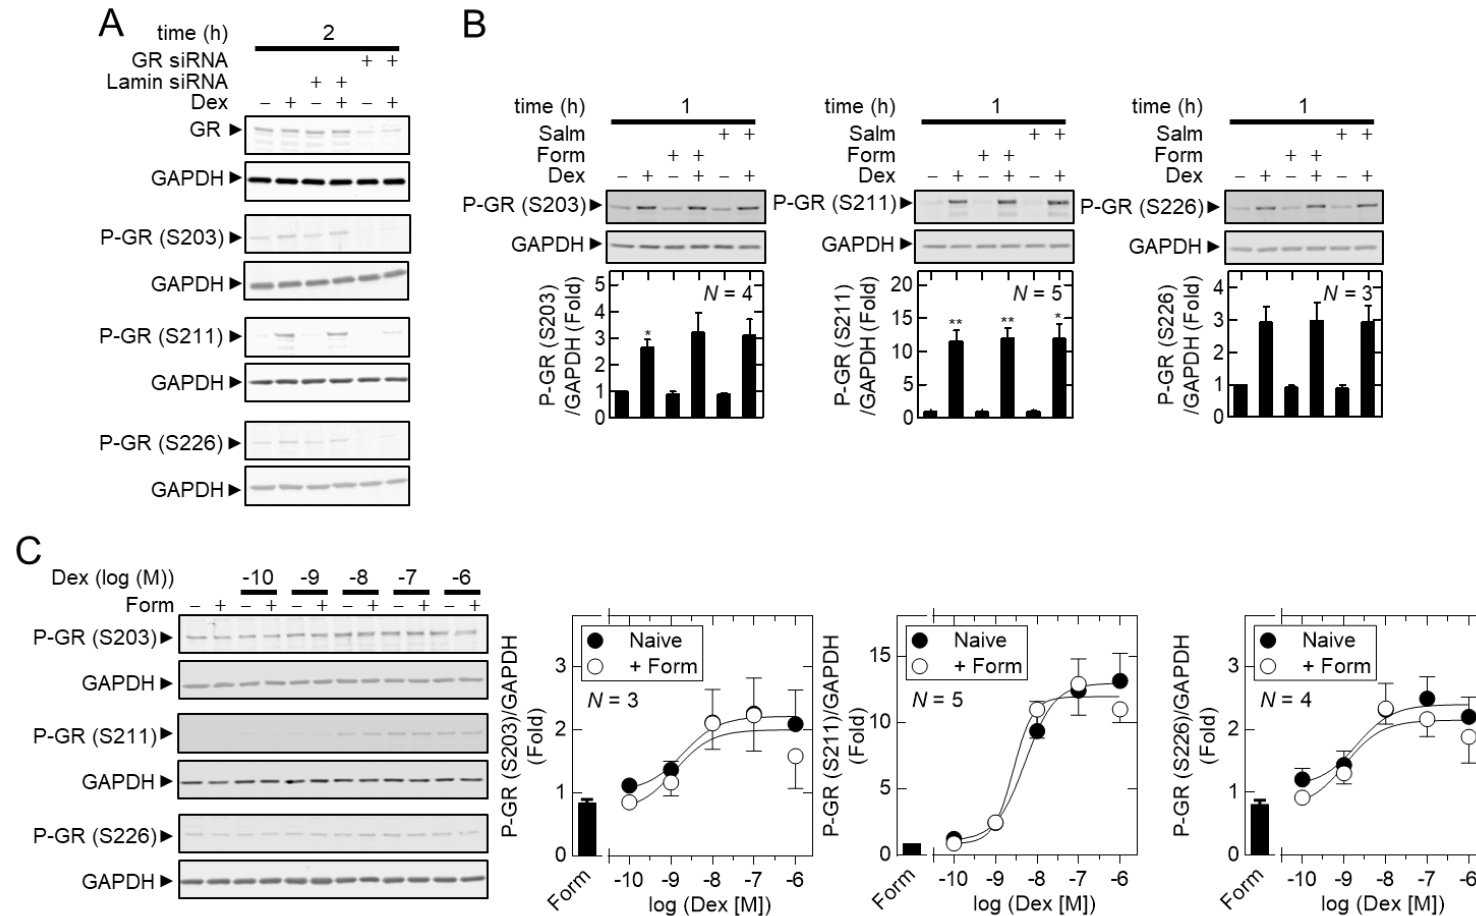 A
time (h) 2
GR siRNA + +
Lamin siRNA + +
Dex – + – + – +
GR
GAPDH
P-GR (S203)
GAPDH
P-GR (S211)
GAPDH
P-GR (S226)
GAPDH
B
time (h) 1
Salm + +
Form + +
Dex – + – + – +
P-GR (S203)
GAPDH
P-GR (S203)
/GAPDH (Fold)
5
4
3
2
1
0
N = 4
*
time (h) 1
Salm + +
Form + +
Dex – + – + – +
P-GR (S211)
GAPDH
P-GR (S211)
/GAPDH (Fold)
20
15
10
5
0
N = 5
** ** *
time (h) 1
Salm + +
Form + +
Dex – + – + – +
P-GR (S226)
GAPDH
P-GR (S226)
/GAPDH (Fold)
4
3
2
1
0
N = 3
C
Dex (log (M)) -10 -9 -8 -7 -6
Form – + – + – + – + – + – +
P-GR (S203)
GAPDH
P-GR (S211)
GAPDH
P-GR (S226)
GAPDH
P-GR (S203)/GAPDH
(Fold)
3
2
1
0
Naive
+ Form
N = 3
Form
-10 -9 -8 -7 -6
log (Dex [M])
P-GR (S211)/GAPDH
(Fold)
15
10
5
0
Naive
+ Form
N = 5
Form
-10 -9 -8 -7 -6
log (Dex [M])
P-GR (S226)/GAPDH
(Fold)
3
2
1
0
Naive
+ Form
N = 4
Form
-10 -9 -8 -7 -6
log (Dex [M])